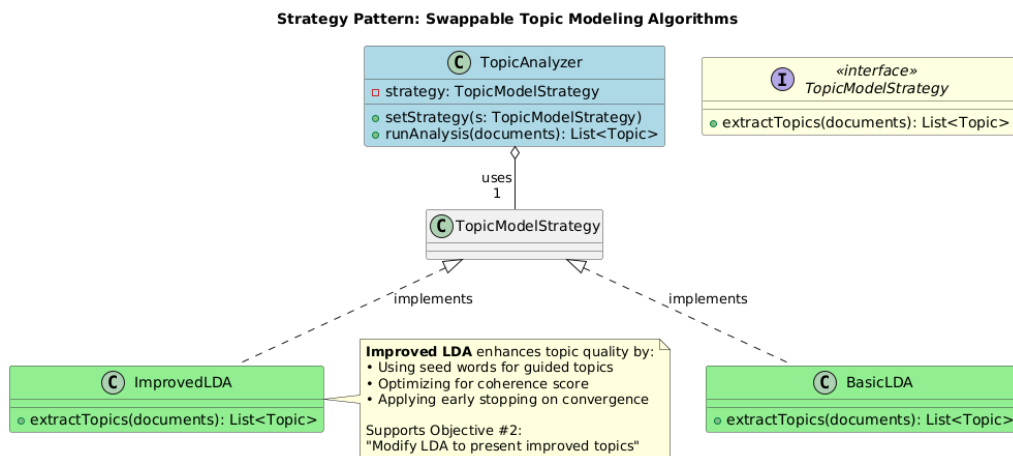 Strategy Pattern: Swappable Topic Modeling Algorithms
C TopicAnalyzer
strategy: TopicModelStrategy
setStrategy(s: TopicModelStrategy)
runAnalysis(documents): List<Topic>
I «interface»
TopicModelStrategy
extractTopics(documents): List<Topic>
uses
1
C TopicModelStrategy
implements
implements
C ImprovedLDA
extractTopics(documents): List<Topic>
Improved LDA enhances topic quality by:
• Using seed words for guided topics
• Optimizing for coherence score
• Applying early stopping on convergence
Supports Objective #2:
"Modify LDA to present improved topics"
C BasicLDA
extractTopics(documents): List<Topic>